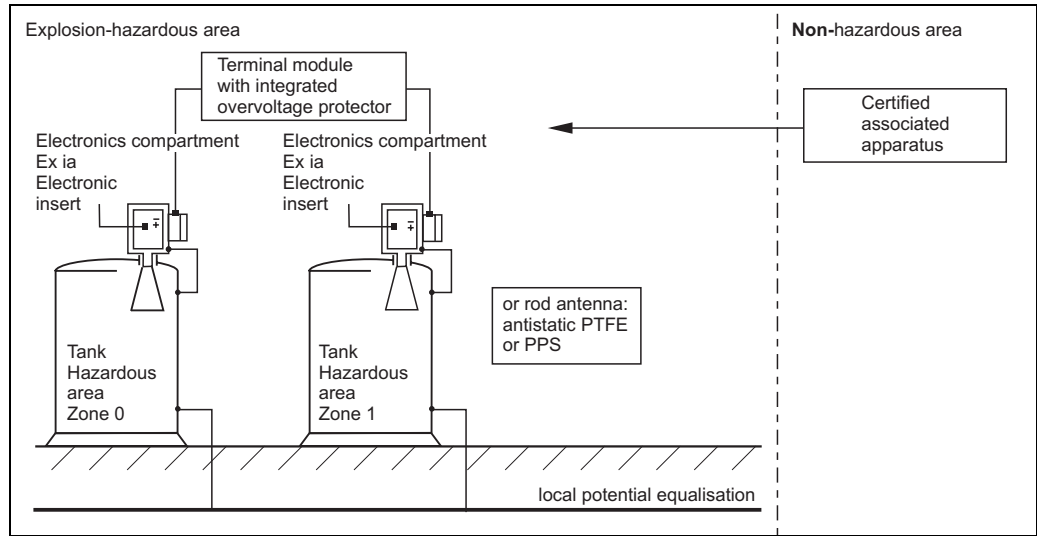 Explosion-hazardous area
Non-hazardous area
Terminal module
with integrated
overvoltage protector
Certified
associated
apparatus
Electronics compartment
Ex ia
Electronic
insert
Electronics compartment
Ex ia
Electronic
insert
or rod antenna:
antistatic PTFE
or PPS
Tank
Hazardous
area
Zone 0
Tank
Hazardous
area
Zone 1
local potential equalisation